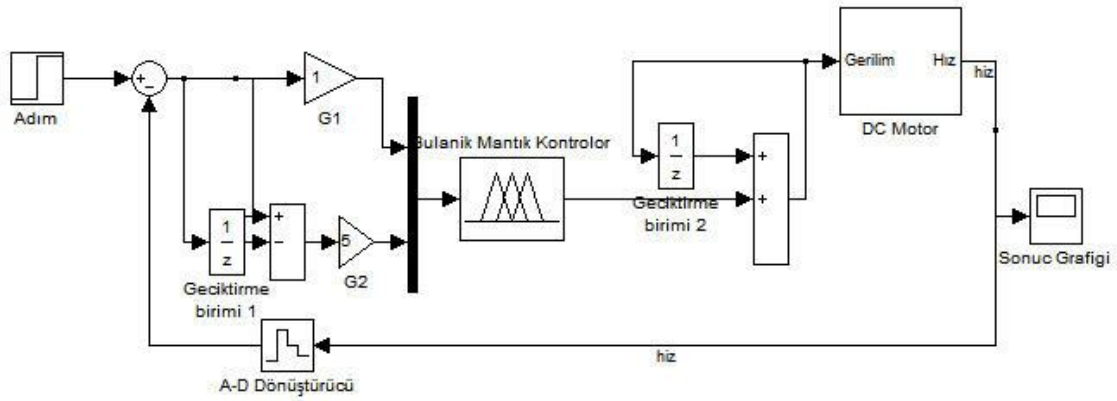 Adım
+
−
1
G1
1
z
Geciktirme
birimi 1
+
−
5
G2
A-D Dönüştürücü
Bulanik Mantık Kontrolor
1
z
Geciktirme
birimi 2
+
+
Gerilim
Hız
DC Motor
hiz
Sonuc Grafigi
hiz